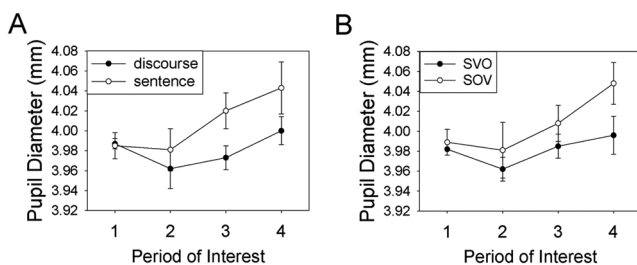 A
Pupil Diameter (mm)
4.08
4.06
4.04
4.02
4.00
3.98
3.96
3.94
3.92
discourse
sentence
1 2 3 4
Period of Interest
B
Pupil Diameter (mm)
4.08
4.06
4.04
4.02
4.00
3.98
3.96
3.94
3.92
SVO
SOV
1 2 3 4
Period of Interest